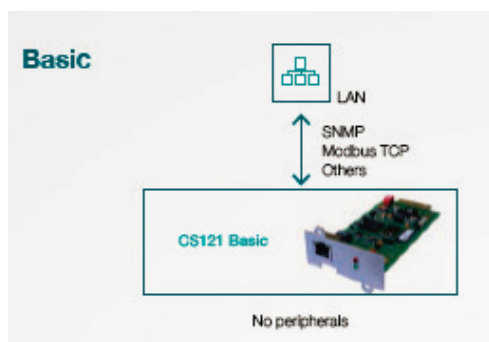 Basic
LAN
SNMP
Modbus TCP
Others
CS121 Basic
No peripherals